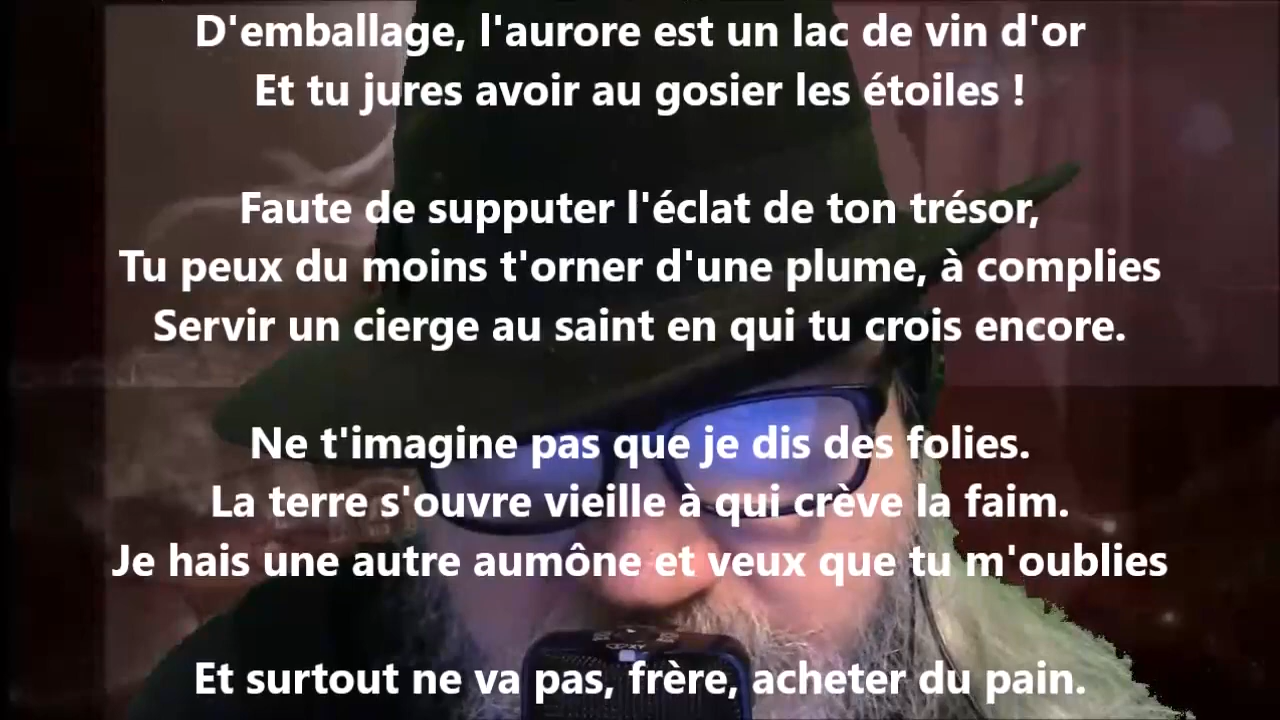 D'emballage, l'aurore est un lac de vin d'or
Et tu jures avoir au gosier les étoiles !
Faute de supputer l'éclat de ton trésor,
Tu peux du moins t'orner d'une plume, à complies
Servir un cierge au saint en qui tu crois encore.
Ne t'imagine pas que je dis des folies.
La terre s'ouvre vieille à qui crève la faim.
Je hais une autre aumône et veux que tu m'oublies
Et surtout ne va pas, frère, acheter du pain.